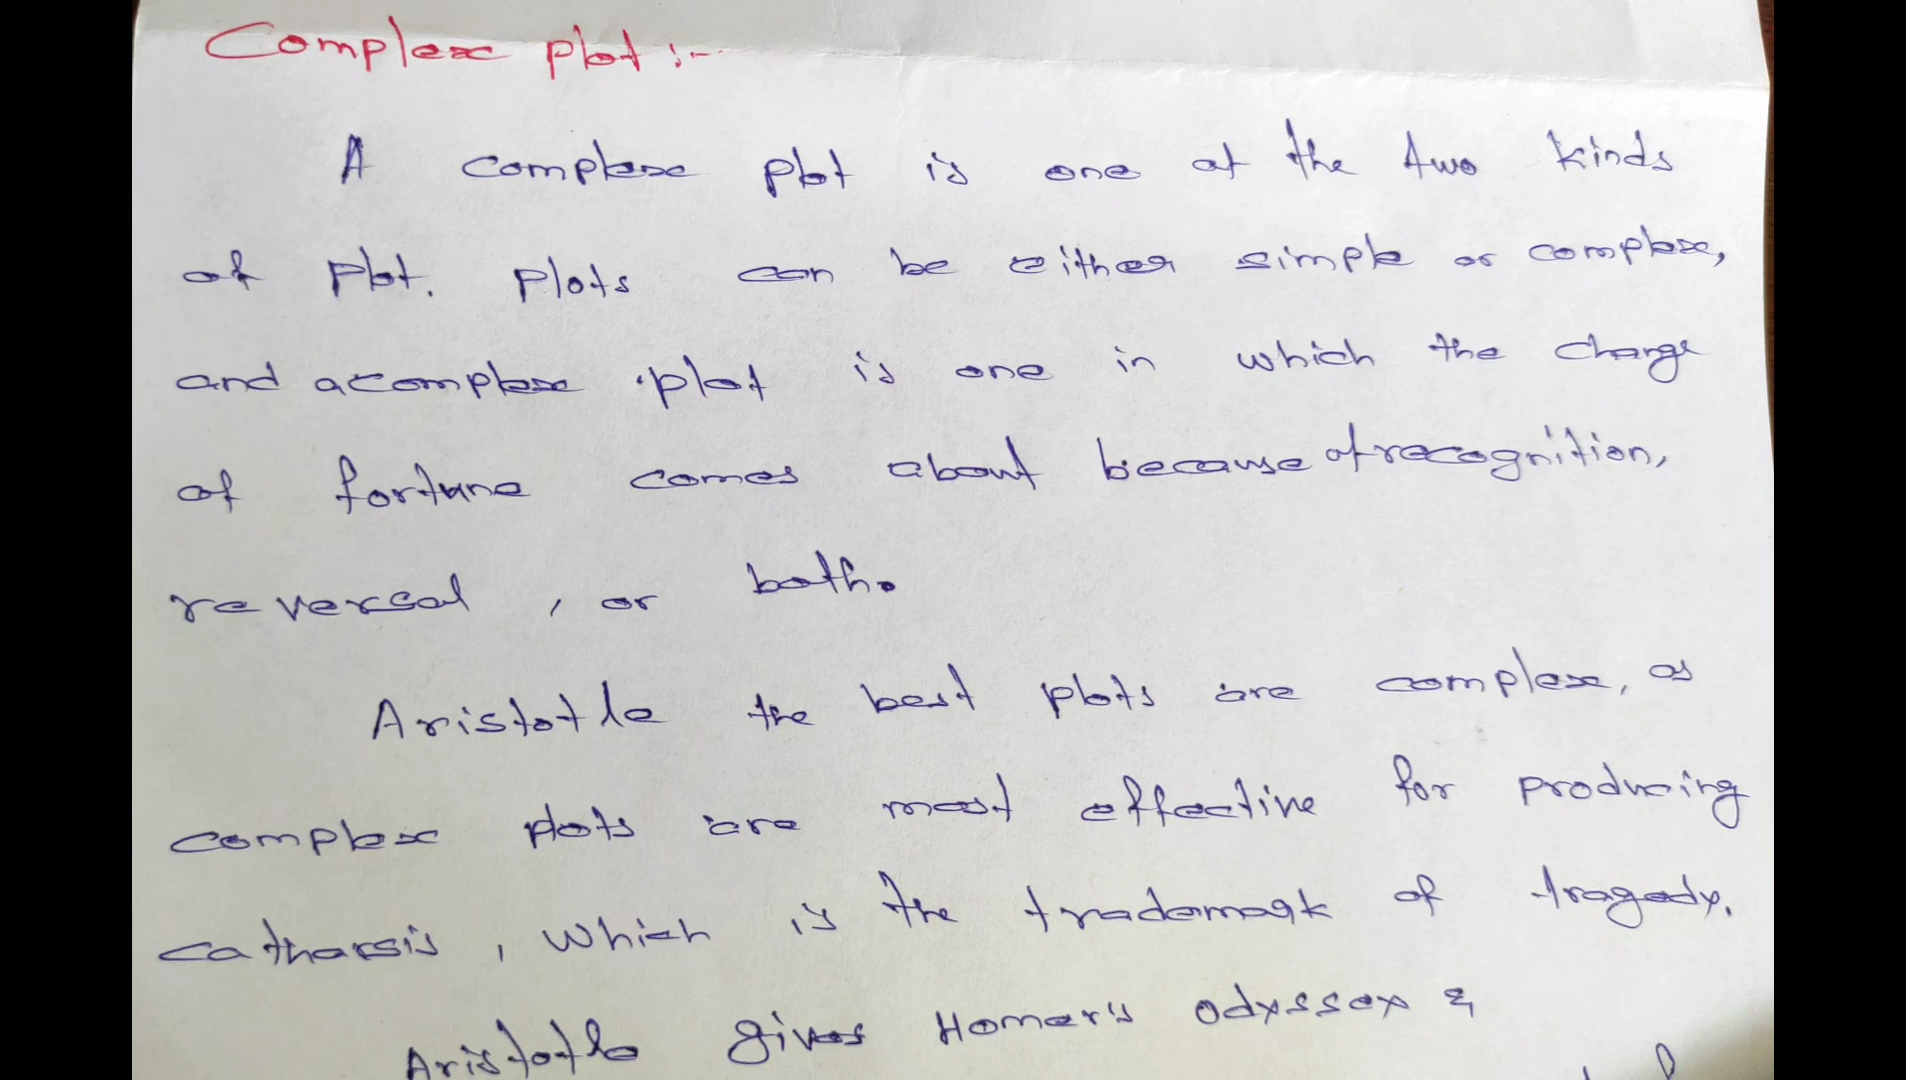 Complex plot :-
A complex plot is one of the two kinds
of plot. Plots can be either simple or complex,
and a complex plot is one in which the change
of fortune comes about because of recognition,
reversal, or both.
Aristotle the best plots are complex, as
complex plots are most effective for producing
catharsis, which is the trademark of tragedy.
Aristotle gives Homer's Odyssey &